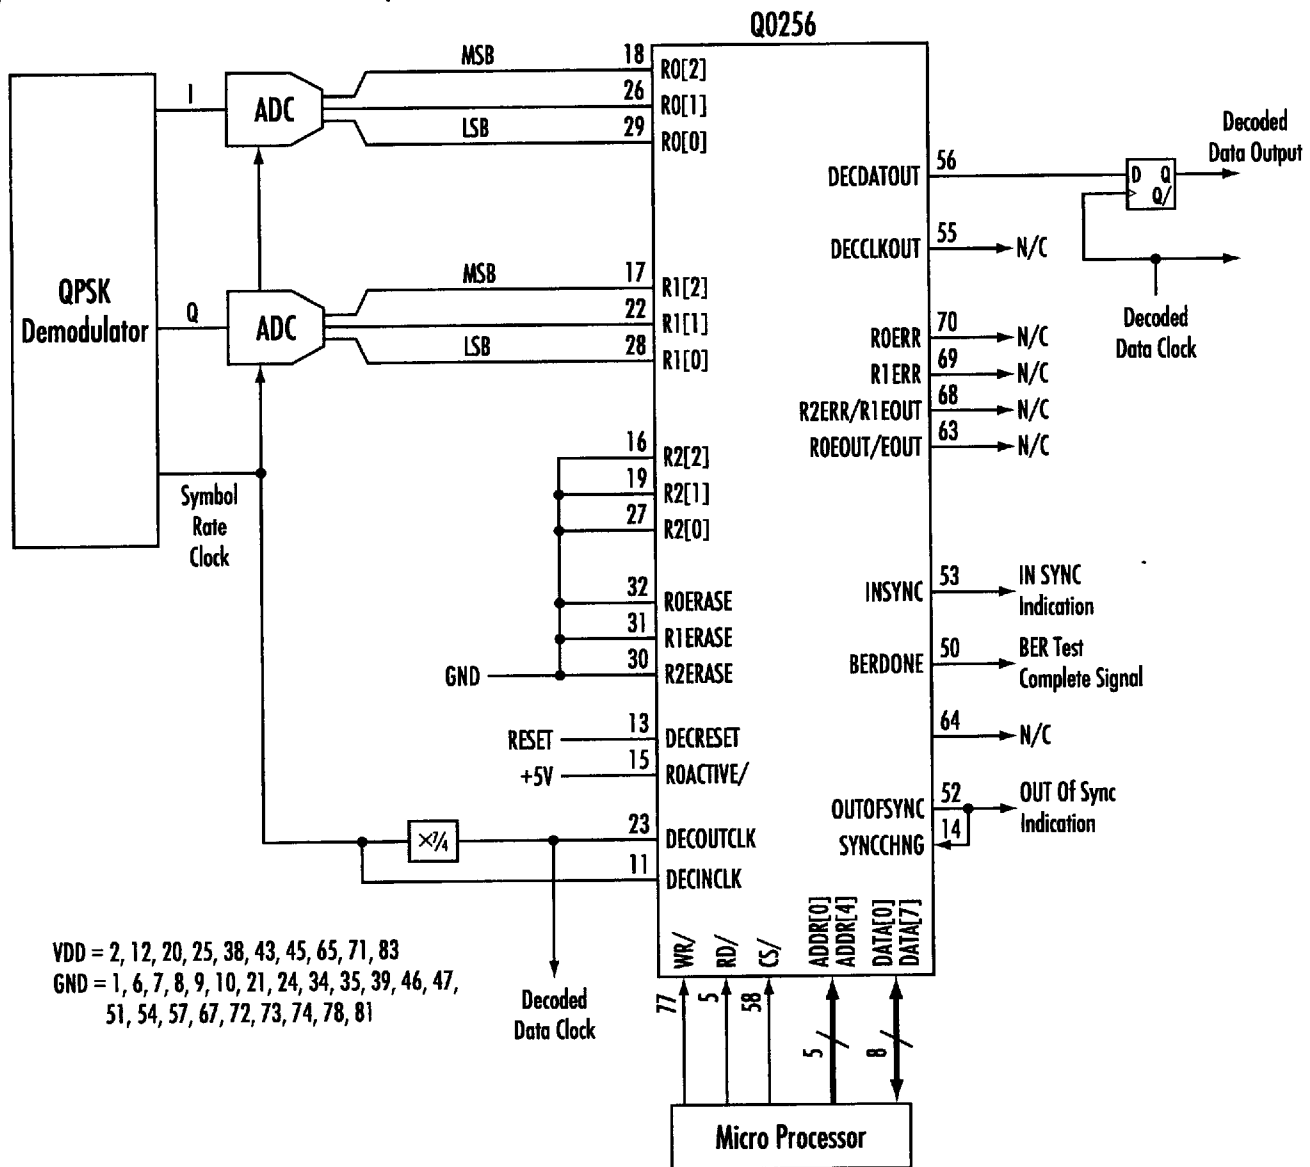 Q0256
QPSK
Demodulator
I
ADC
MSB
LSB
18
26
29
R0[2]
R0[1]
R0[0]
Q
ADC
MSB
LSB
17
22
28
R1[2]
R1[1]
R1[0]
Symbol
Rate
Clock
16
19
27
R2[2]
R2[1]
R2[0]
32
31
30
R0ERASE
R1ERASE
R2ERASE
GND
RESET
13
DECRESET
+5V
15
R0ACTIVE/
×7/4
23
DECOUTCLK
11
DECINCLK
Decoded
Data Clock
DECDATOUT
56
D Q
Q/
Decoded
Data Output
DECCLKOUT
55
N/C
Decoded
Data Clock
R0ERR
70
N/C
R1ERR
69
N/C
R2ERR/R1EOUT
68
N/C
R0EOUT/EOUT
63
N/C
INSYNC
53
IN SYNC
Indication
BERDONE
50
BER Test
Complete Signal
64
N/C
OUTOFSYNC
52
OUT Of Sync
Indication
SYNCCHNG
14
WR/
RD/
CS/
ADDR[0]
ADDR[4]
DATA[0]
DATA[7]
77
5
58
5
8
Micro Processor
VDD = 2, 12, 20, 25, 38, 43, 45, 65, 71, 83
GND = 1, 6, 7, 8, 9, 10, 21, 24, 34, 35, 39, 46, 47,
51, 54, 57, 67, 72, 73, 74, 78, 81